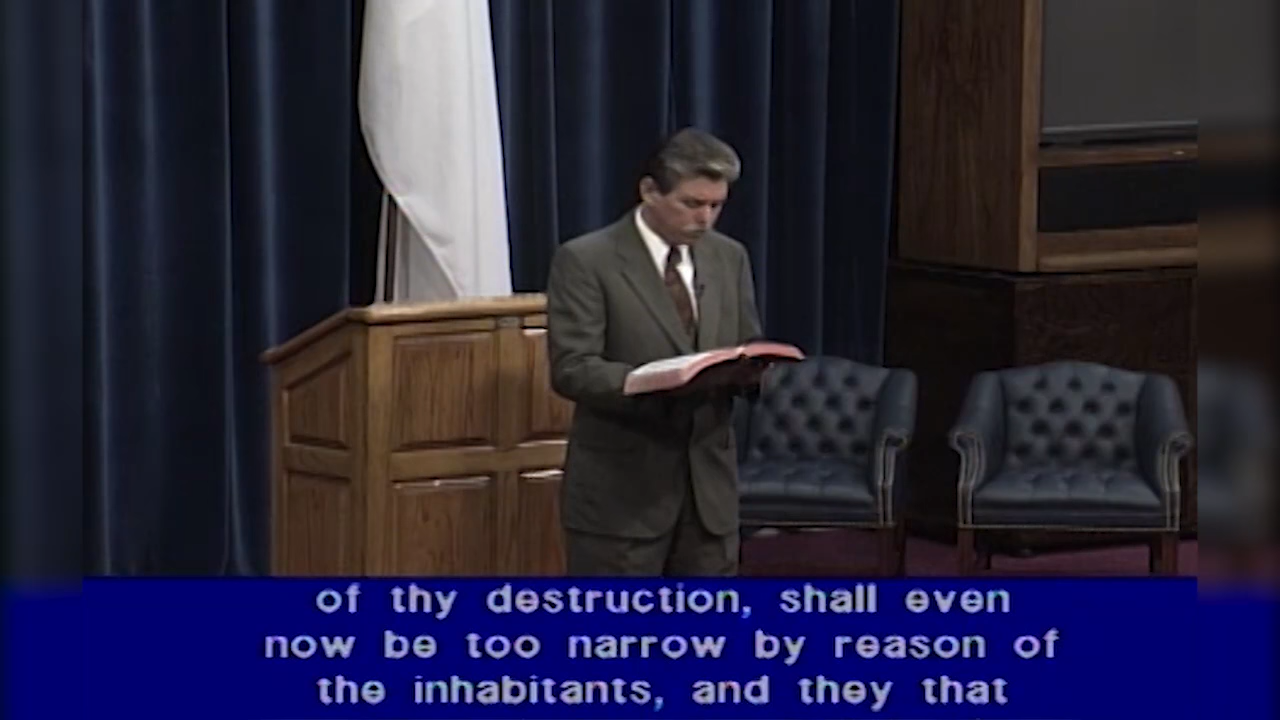 of thy destruction, shall even
now be too narrow by reason of
the inhabitants, and they that